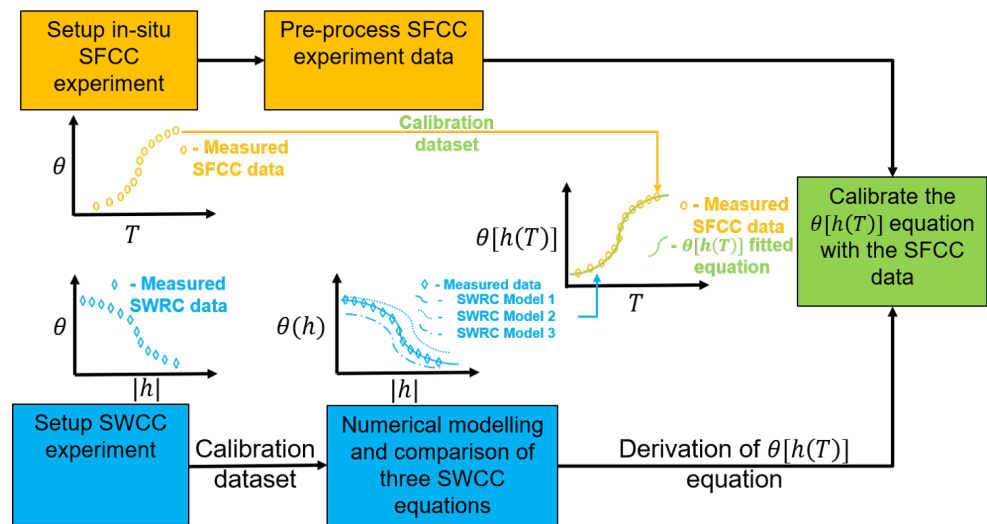 Setup in-situ
SFCC
experiment
Pre-process SFCC
experiment data
θ
T
- Measured
SFCC data
Calibration
dataset
θ[h(T)]
T
- Measured
SFCC data
- θ[h(T)] fitted
equation
Calibrate the
θ[h(T)] equation
with the SFCC
data
θ
|h|
- Measured
SWRC data
θ(h)
|h|
- Measured data
SWRC Model 1
SWRC Model 2
SWRC Model 3
Setup SWCC
experiment
Calibration
dataset
Numerical modelling
and comparison of
three SWCC
equations
Derivation of θ[h(T)]
equation